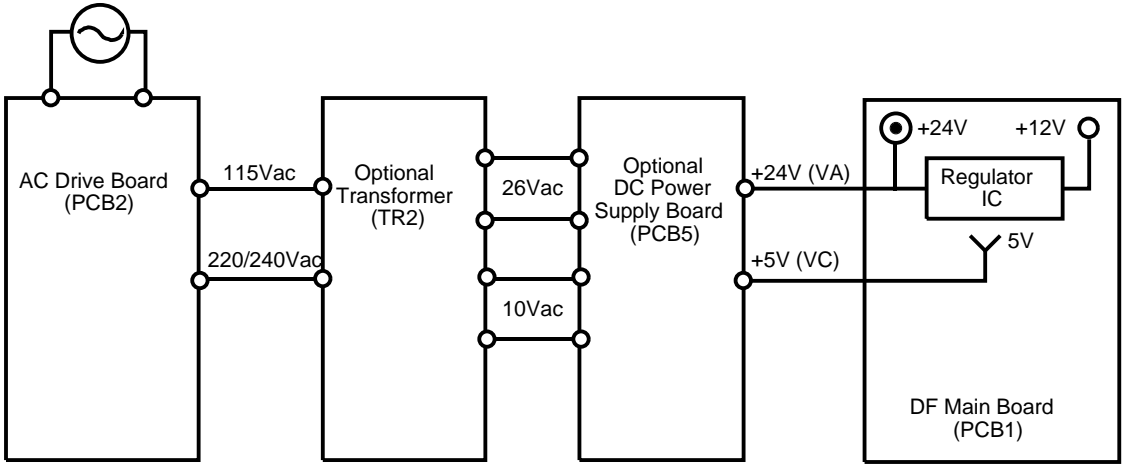 AC Drive Board
(PCB2)
115Vac
220/240Vac
Optional
Transformer
(TR2)
26Vac
10Vac
Optional
DC Power
Supply Board
(PCB5)
+24V (VA)
+5V (VC)
+24V
+12V
Regulator
IC
5V
DF Main Board
(PCB1)